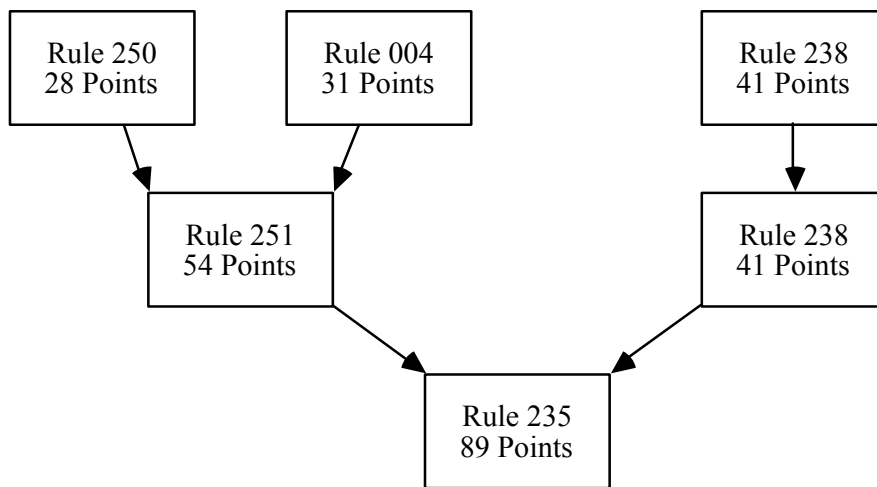 Rule 250
28 Points
Rule 004
31 Points
Rule 238
41 Points
Rule 251
54 Points
Rule 238
41 Points
Rule 235
89 Points